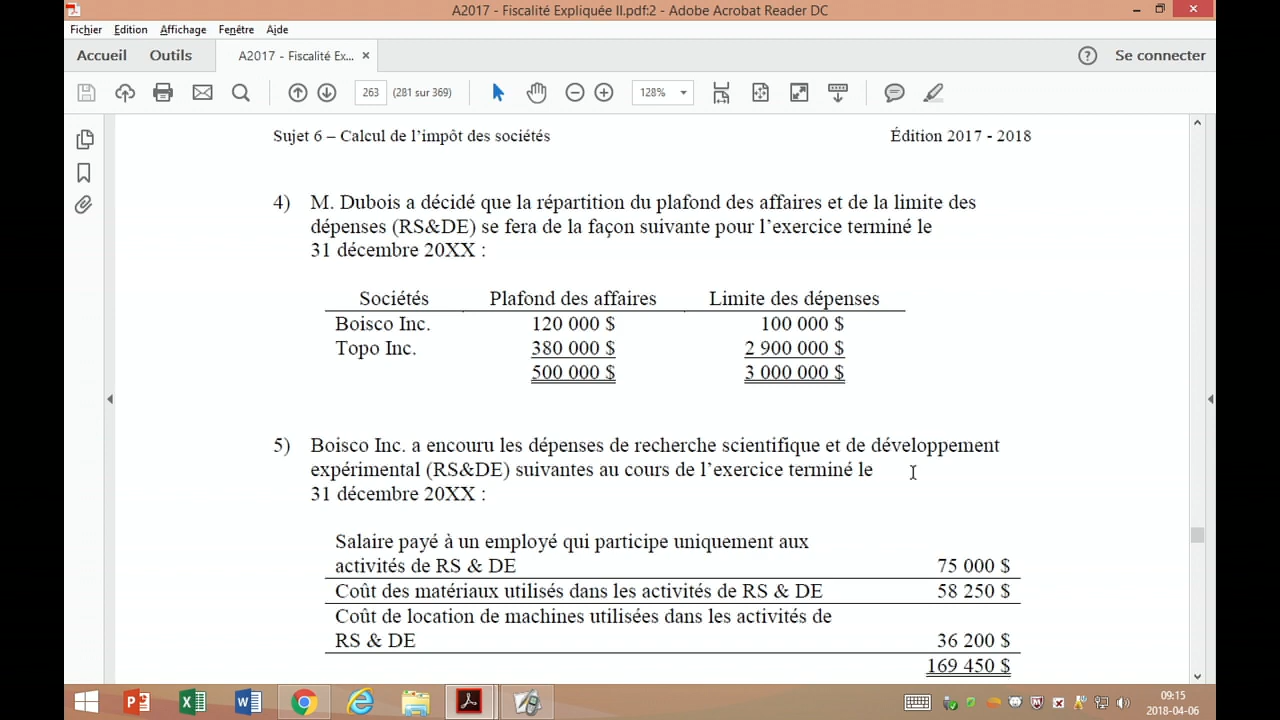 A2017 - Fiscalité Expliquée II.pdf:2 - Adobe Acrobat Reader DC
Fichier Edition Affichage Fenêtre Aide
Accueil Outils A2017 - Fiscalité Ex... × Se connecter
263 (281 sur 369) 128%
Sujet 6 – Calcul de l'impôt des sociétés Édition 2017 - 2018
4) M. Dubois a décidé que la répartition du plafond des affaires et de la limite des
dépenses (RS&DE) se fera de la façon suivante pour l'exercice terminé le
31 décembre 20XX :
Sociétés Plafond des affaires Limite des dépenses
Boisco Inc. 120 000 $ 100 000 $
Topo Inc. 380 000 $ 2 900 000 $
500 000 $ 3 000 000 $
5) Boisco Inc. a encouru les dépenses de recherche scientifique et de développement
expérimental (RS&DE) suivantes au cours de l'exercice terminé le
31 décembre 20XX :
Salaire payé à un employé qui participe uniquement aux
activités de RS & DE 75 000 $
Coût des matériaux utilisés dans les activités de RS & DE 58 250 $
Coût de location de machines utilisées dans les activités de
RS & DE 36 200 $
169 450 $
09:15
2018-04-06